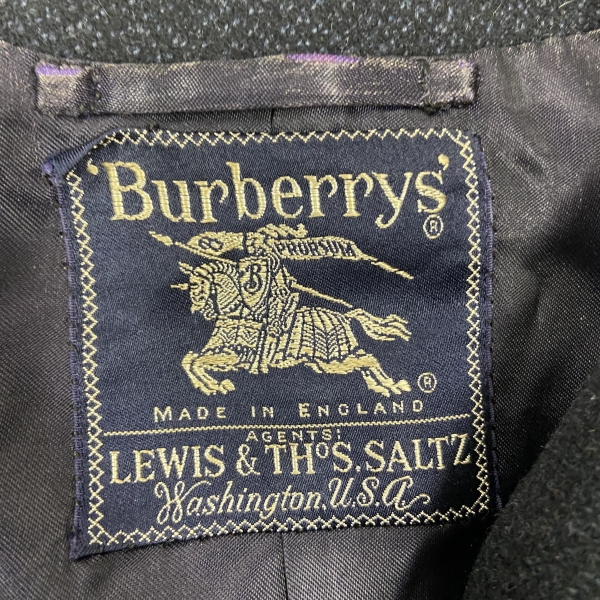 'Burberrys'®
PRORSUM
B
®
MADE IN ENGLAND
AGENTS:
LEWIS & THOS. SALTZ
Washington, U.S.A.